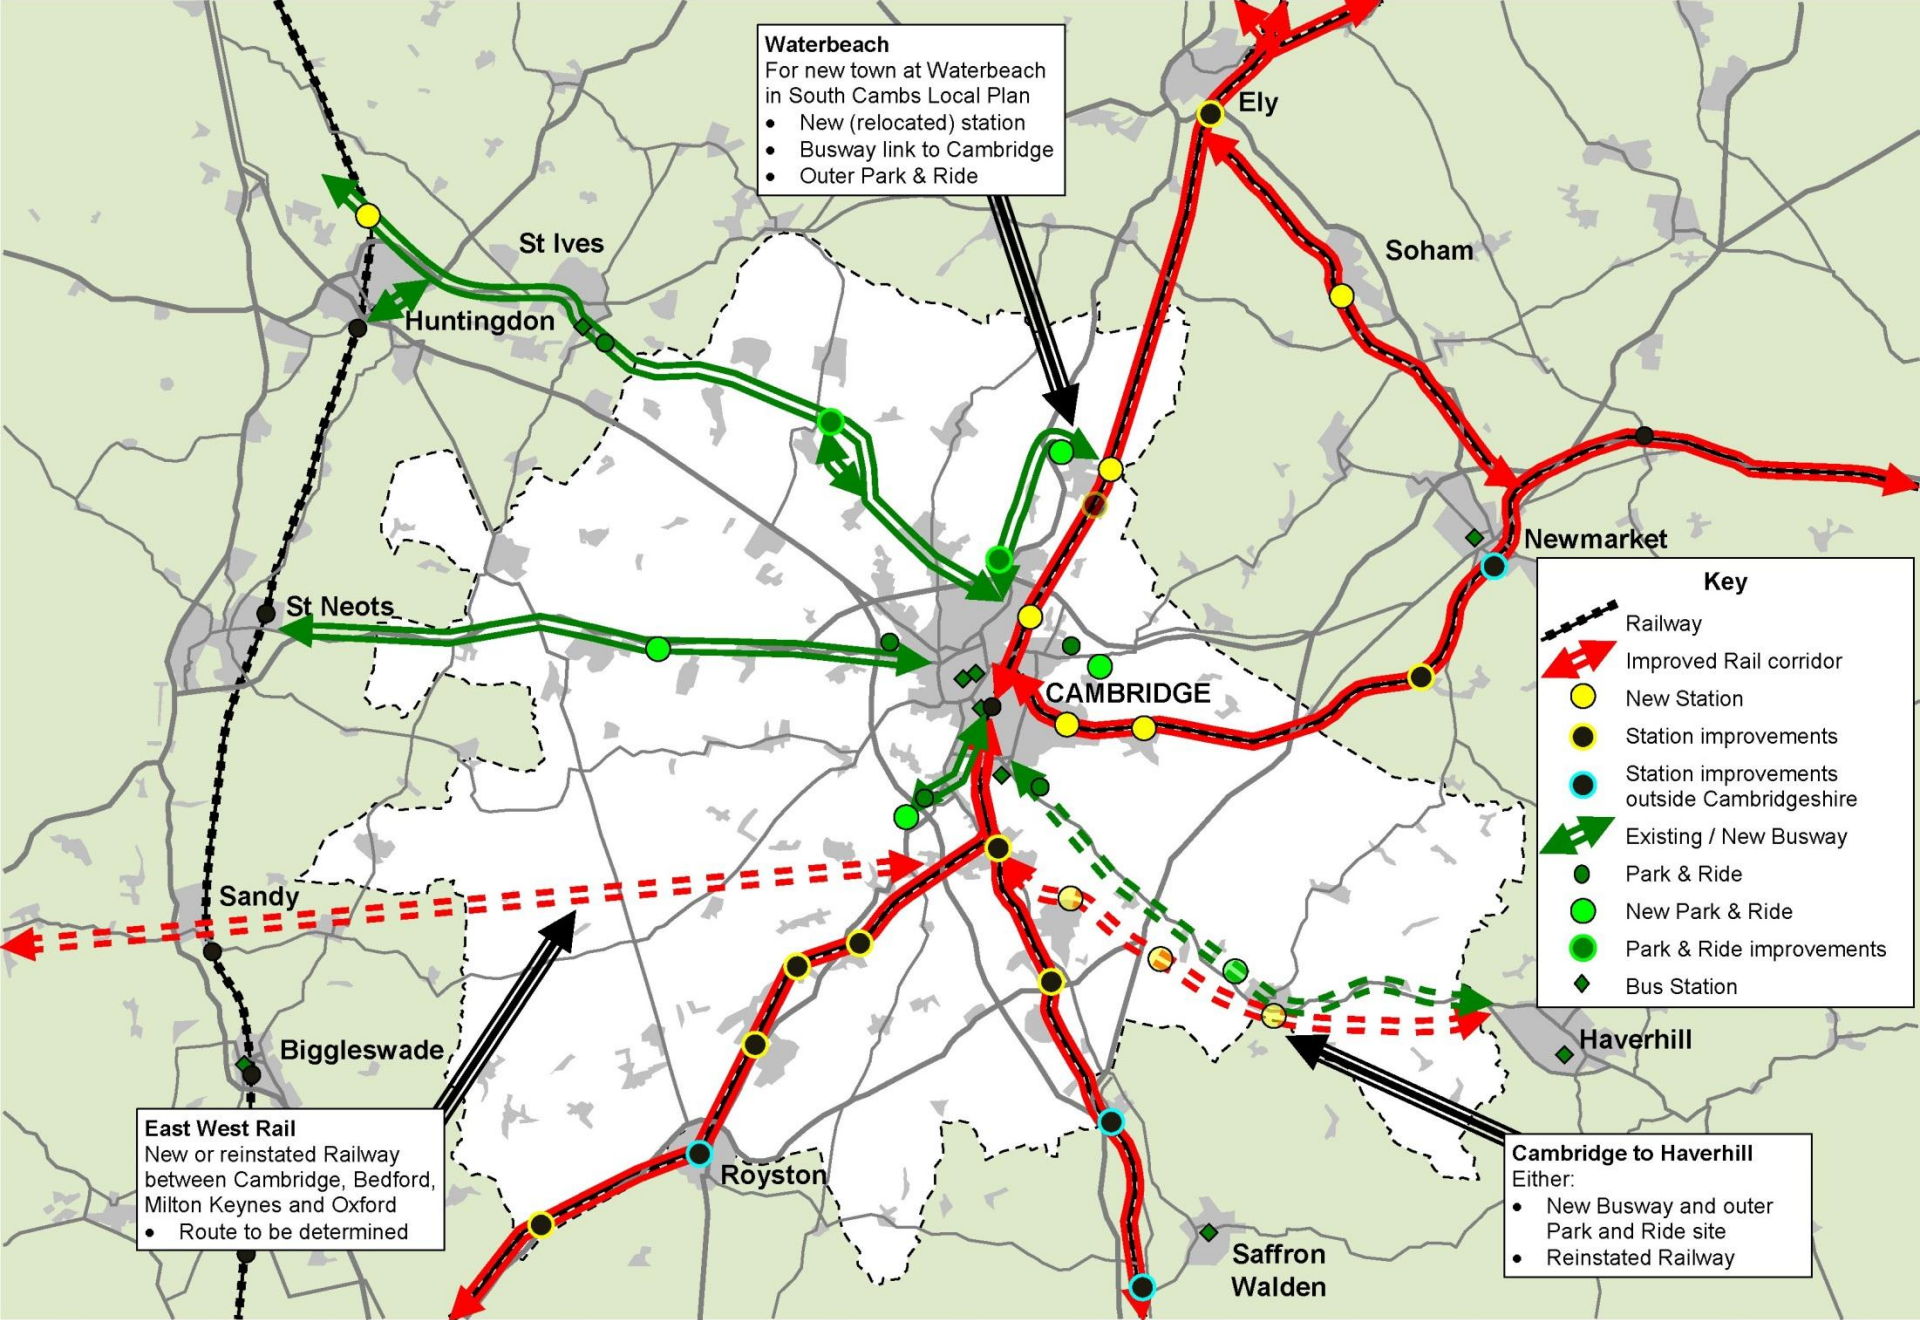 Waterbeach
For new town at Waterbeach
in South Cambs Local Plan
• New (relocated) station
• Busway link to Cambridge
• Outer Park & Ride
Ely
St Ives
Soham
Huntingdon
Newmarket
St Neots
CAMBRIDGE
Key
Railway
Improved Rail corridor
New Station
Station improvements
Station improvements
outside Cambridgeshire
Existing / New Busway
Park & Ride
New Park & Ride
Park & Ride improvements
Bus Station
Sandy
Biggleswade
Haverhill
East West Rail
New or reinstated Railway
between Cambridge, Bedford,
Milton Keynes and Oxford
• Route to be determined
Royston
Cambridge to Haverhill
Either:
• New Busway and outer
Park and Ride site
• Reinstated Railway
Saffron
Walden